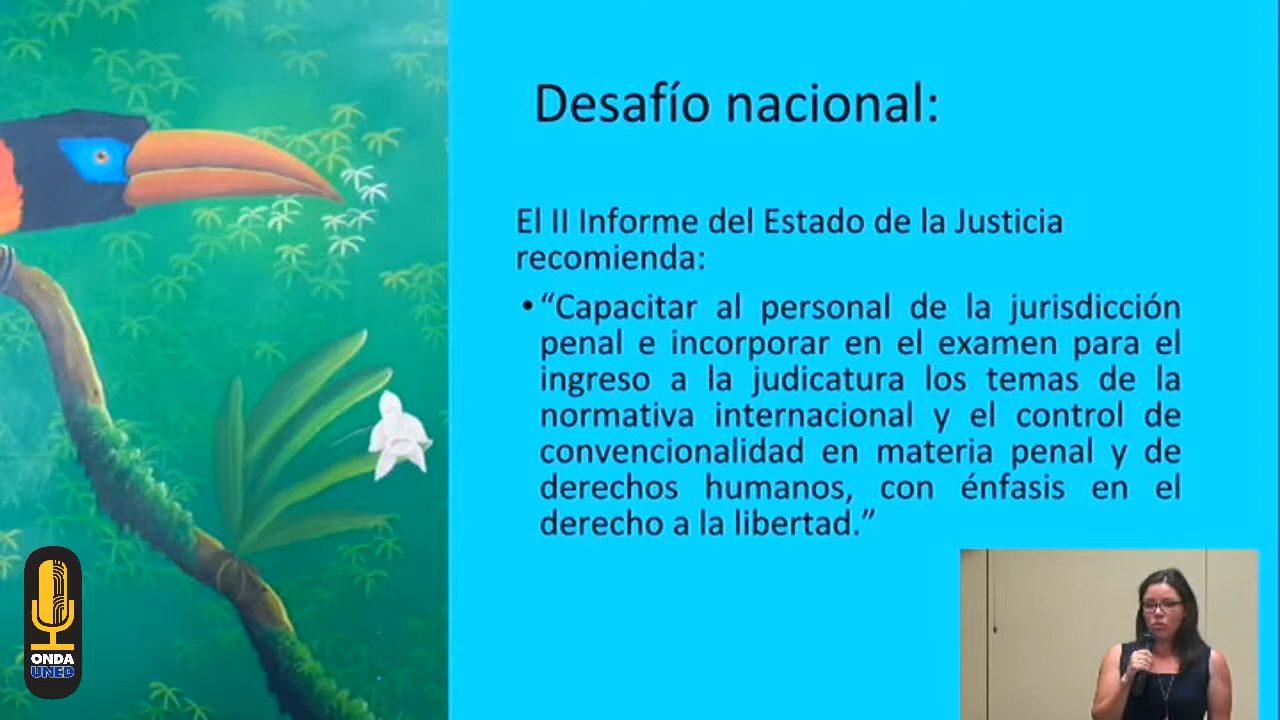 Desafío nacional:
El II Informe del Estado de la Justicia
recomienda:
• “Capacitar al personal de la jurisdicción
penal e incorporar en el examen para el
ingreso a la judicatura los temas de la
normativa internacional y el control de
convencionalidad en materia penal y de
derechos humanos, con énfasis en el
derecho a la libertad.”
ONDA
UNED